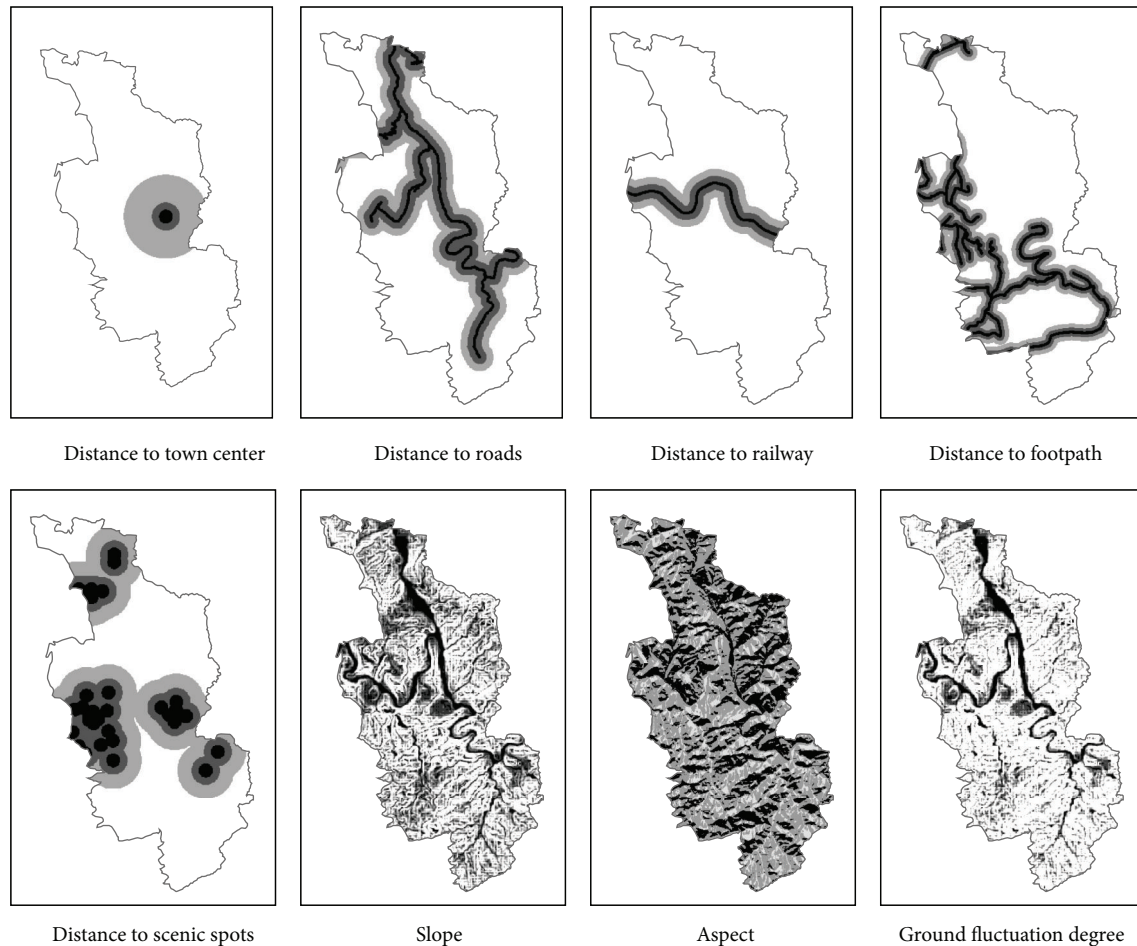 Distance to town center
Distance to roads
Distance to railway
Distance to footpath
Distance to scenic spots
Slope
Aspect
Ground fluctuation degree